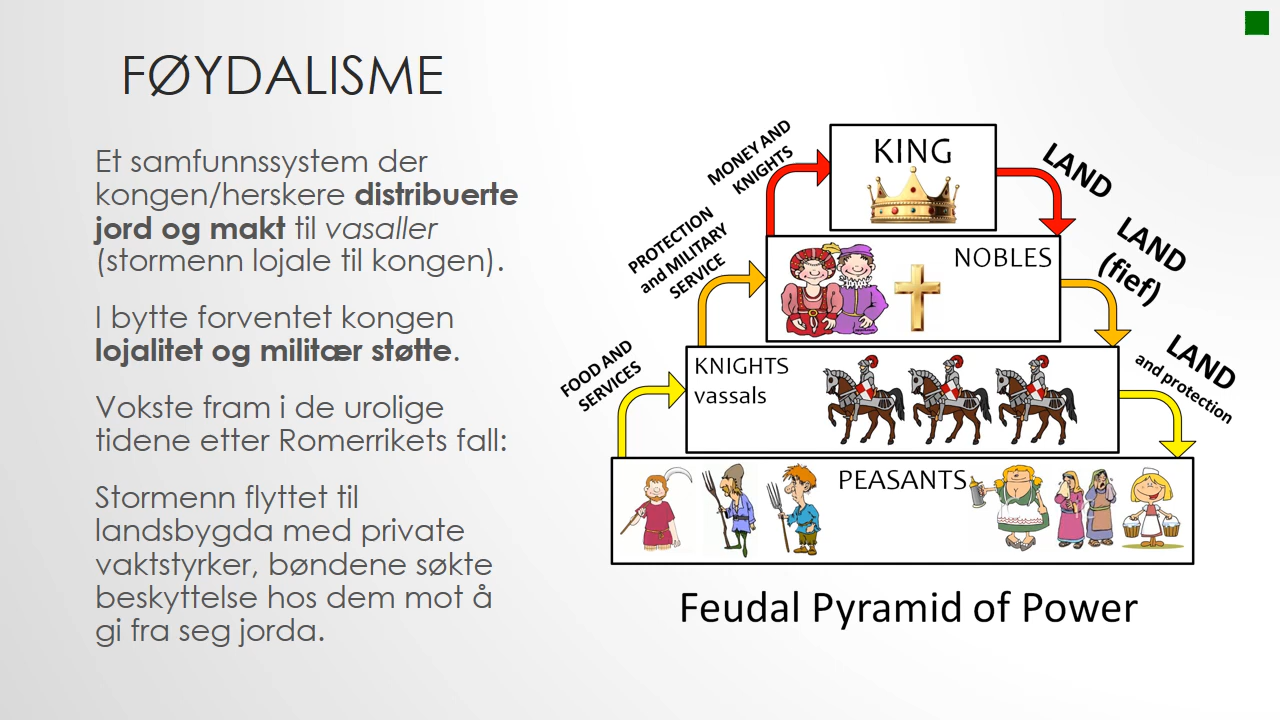 FØYDALISME
Et samfunnssystem der
kongen/herskere distribuerte
jord og makt til vasaller
(stormenn lojale til kongen).
I bytte forventet kongen
lojalitet og militær støtte.
Vokste fram i de urolige
tidene etter Romerrikets fall:
Stormenn flyttet til
landsbygda med private
vaktstyrker, bøndene søkte
beskyttelse hos dem mot å
gi fra seg jorda.
MONEY AND
KNIGHTS
KING
LAND
PROTECTION
and MILITARY
SERVICE
NOBLES
LAND
(fief)
FOOD AND
SERVICES
KNIGHTS
vassals
LAND
and protection
PEASANTS
Feudal Pyramid of Power